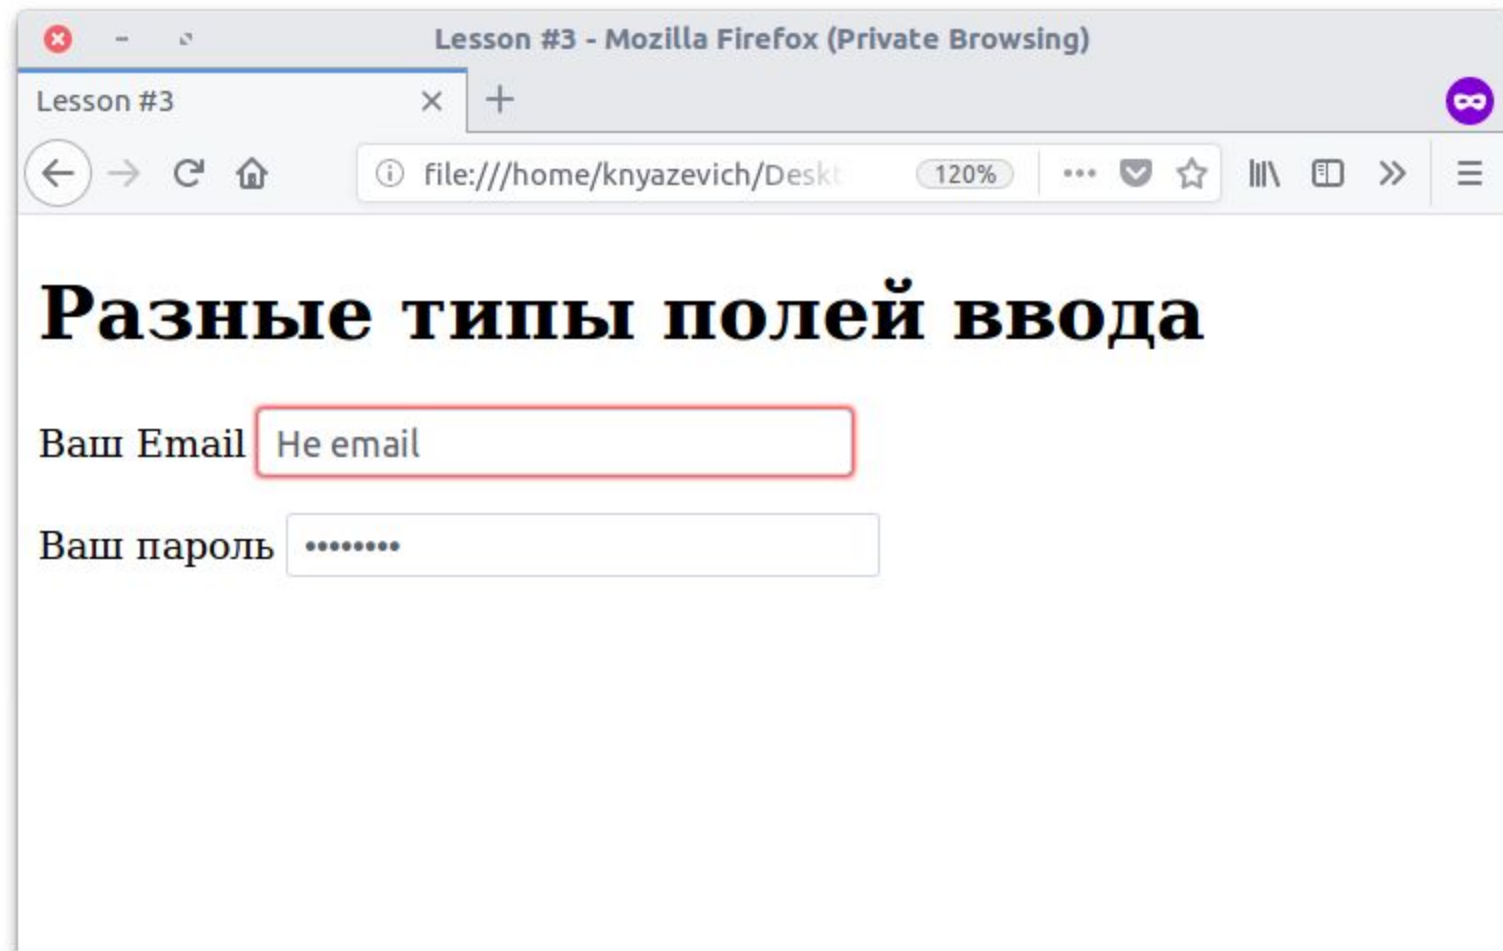 Lesson #3 - Mozilla Firefox (Private Browsing)
Lesson #3
file:///home/knyazevich/Deskt
120%
Разные типы полей ввода
Ваш Email Не email
Ваш пароль ••••••••